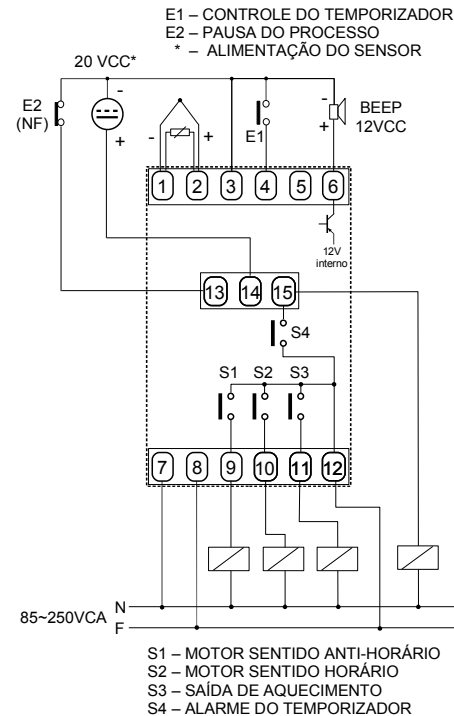 E1 – CONTROLE DO TEMPORIZADOR
E2 – PAUSA DO PROCESSO
* – ALIMENTAÇÃO DO SENSOR
20 VCC*
E2
(NF)
-
+
-
+
E1
-
+
BEEP
12VCC
1 2 3 4 5 6
12V
interno
13 14 15
S4
S1 S2 S3
7 8 9 10 11 12
85~250VCA
N
F
S1 – MOTOR SENTIDO ANTI-HORÁRIO
S2 – MOTOR SENTIDO HORÁRIO
S3 – SAÍDA DE AQUECIMENTO
S4 – ALARME DO TEMPORIZADOR